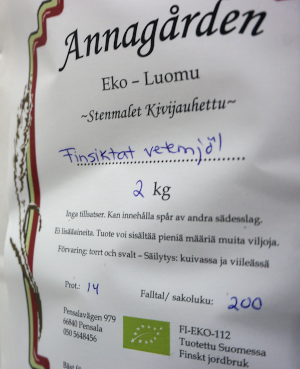 Annagården
Eko – Luomu
~Stenmalet Kivijauhettu~
Finsiktat vetemjöl
2 kg
Inga tillsatser. Kan innehålla spår av andra sädesslag.
Ei lisäaineita. Tuote voi sisältää pieniä määriä muita viljoja.
Förvaring: torrt och svalt – Säilytys: kuivassa ja viileässä
Prot.: 14
Falltal/ sakoluku: 200
Pensalavägen 979
66840 Pensala
050 5648456
FI-EKO-112
Tuotettu Suomessa
Finskt jordbruk
Bäst